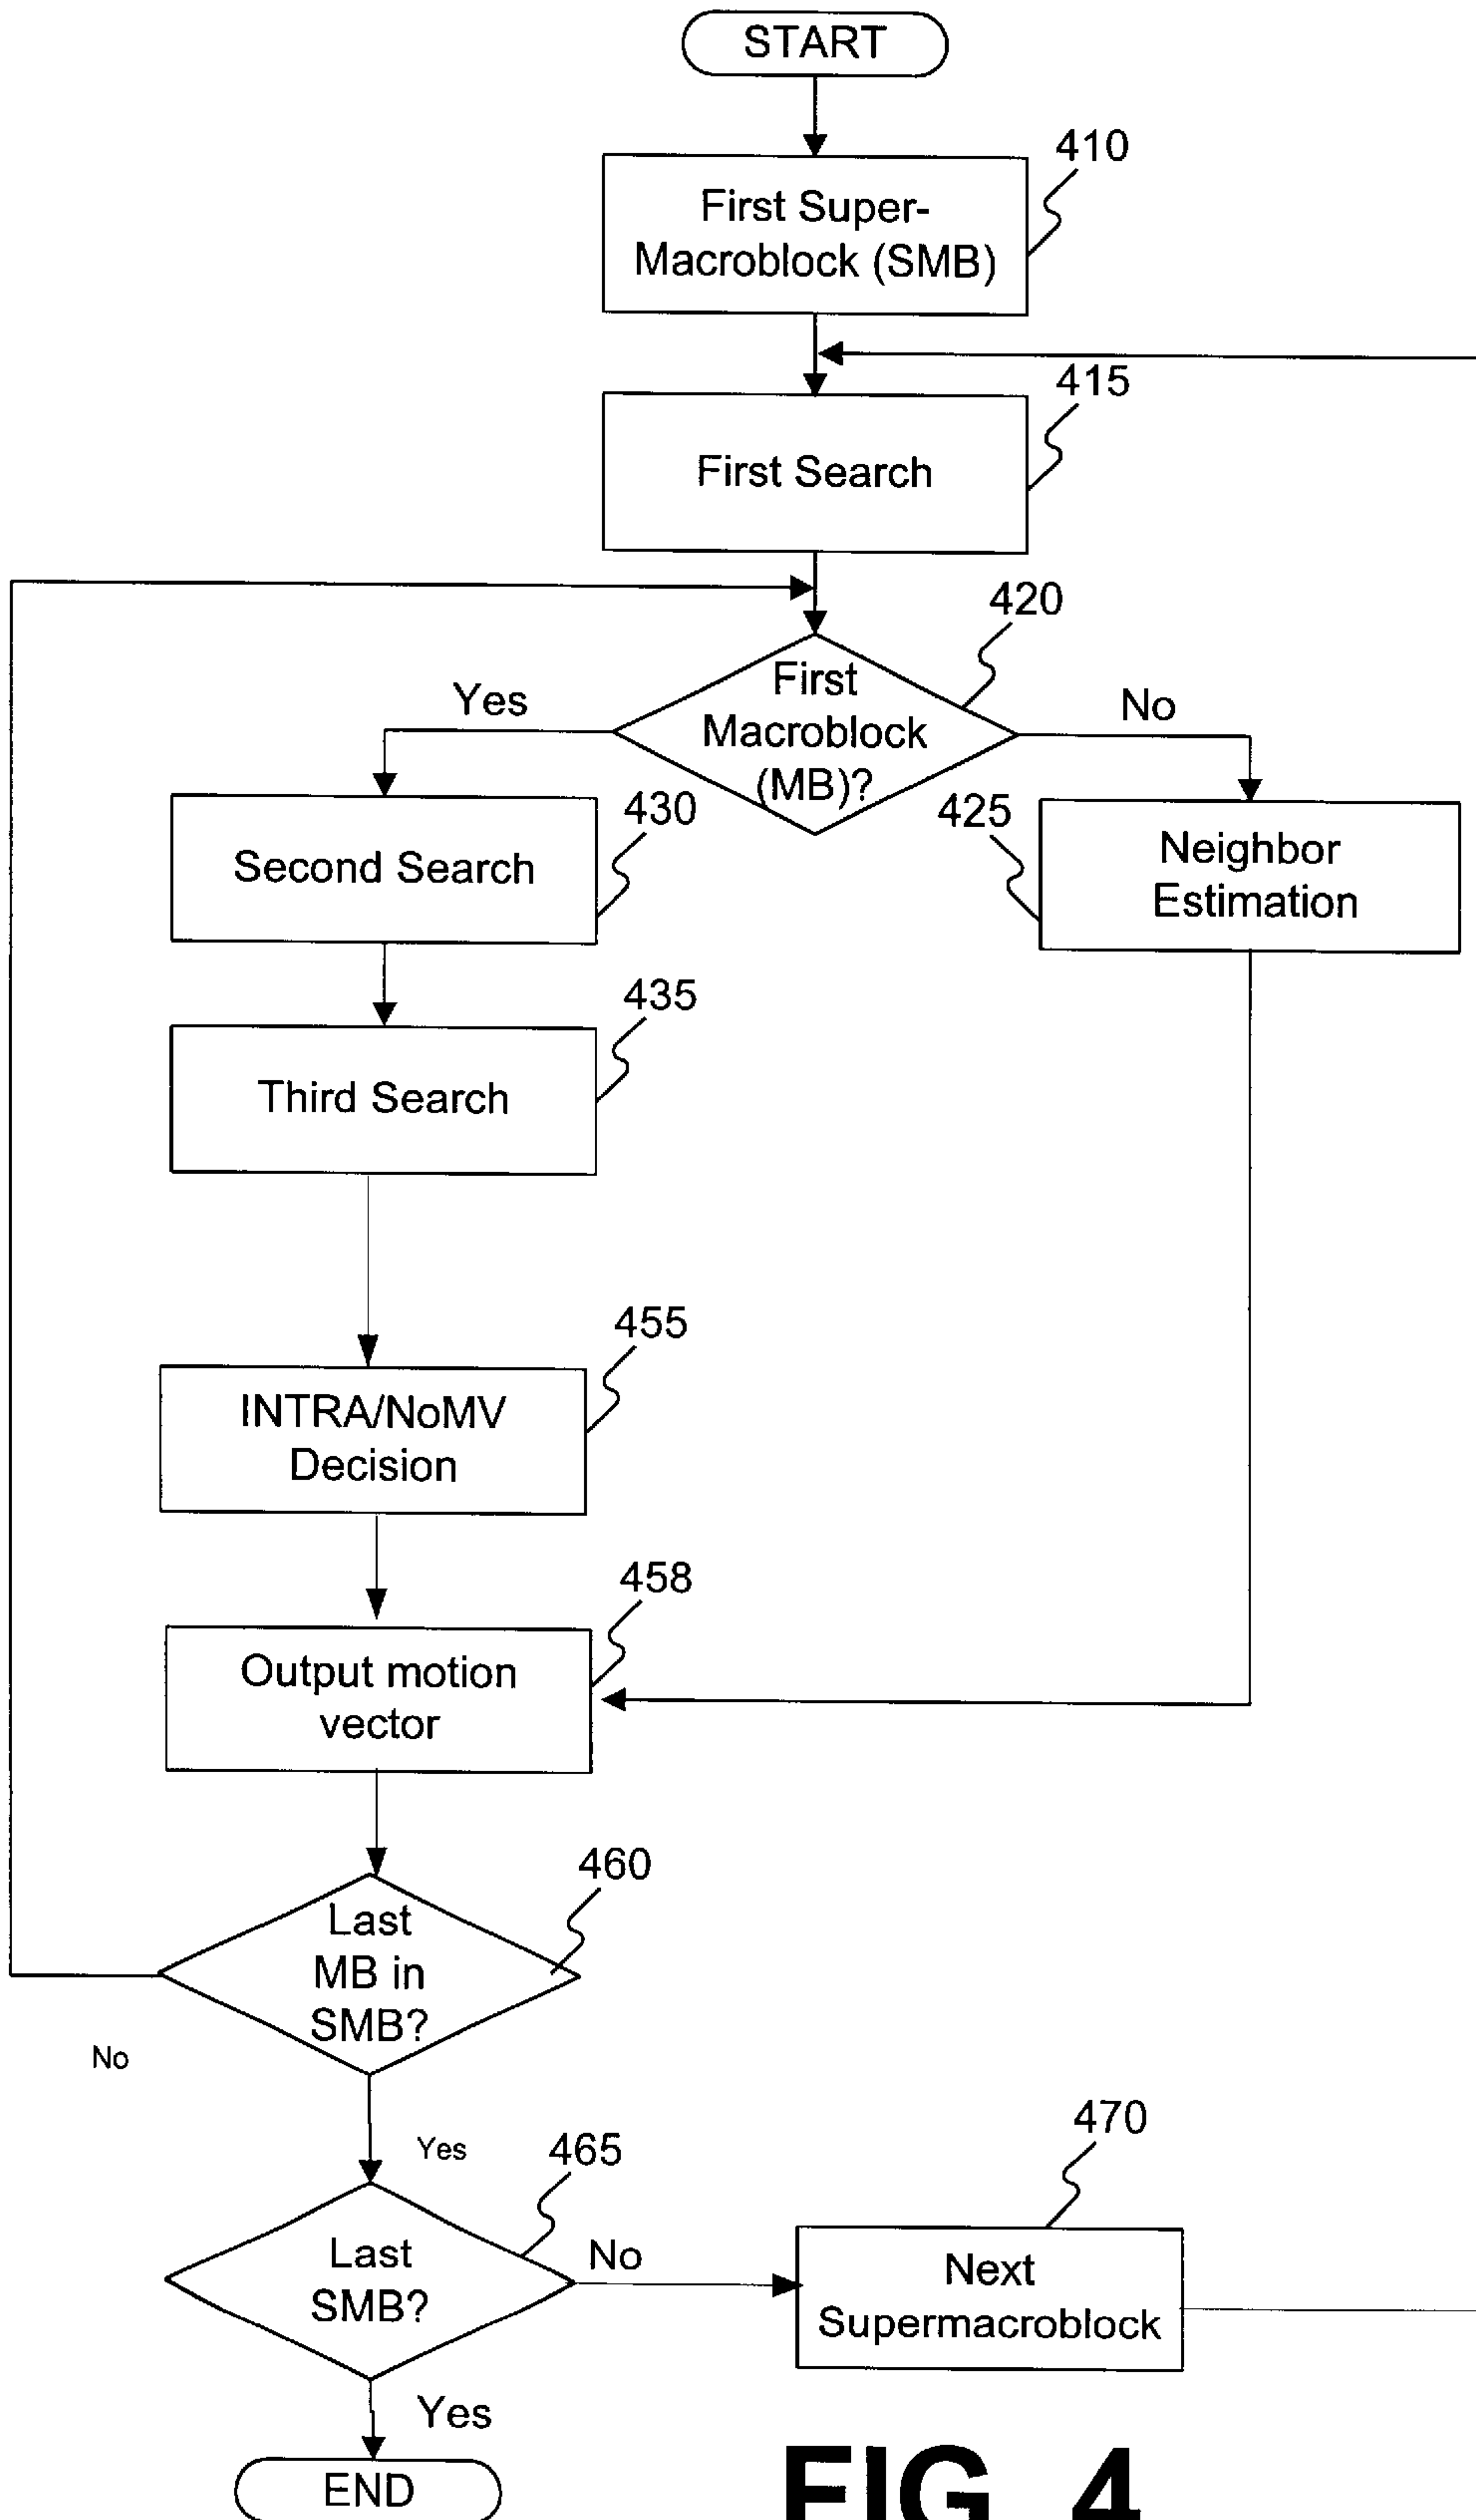 START
410
First Super-
Macroblock (SMB)
415
First Search
420
First
Macroblock
(MB)?
Yes
No
430
Second Search
425
Neighbor
Estimation
435
Third Search
455
INTRA/NoMV
Decision
458
Output motion
vector
460
Last
MB in
SMB?
No
Yes
465
Last
SMB?
No
470
Next
Supermacroblock
Yes
END
FIG. 4